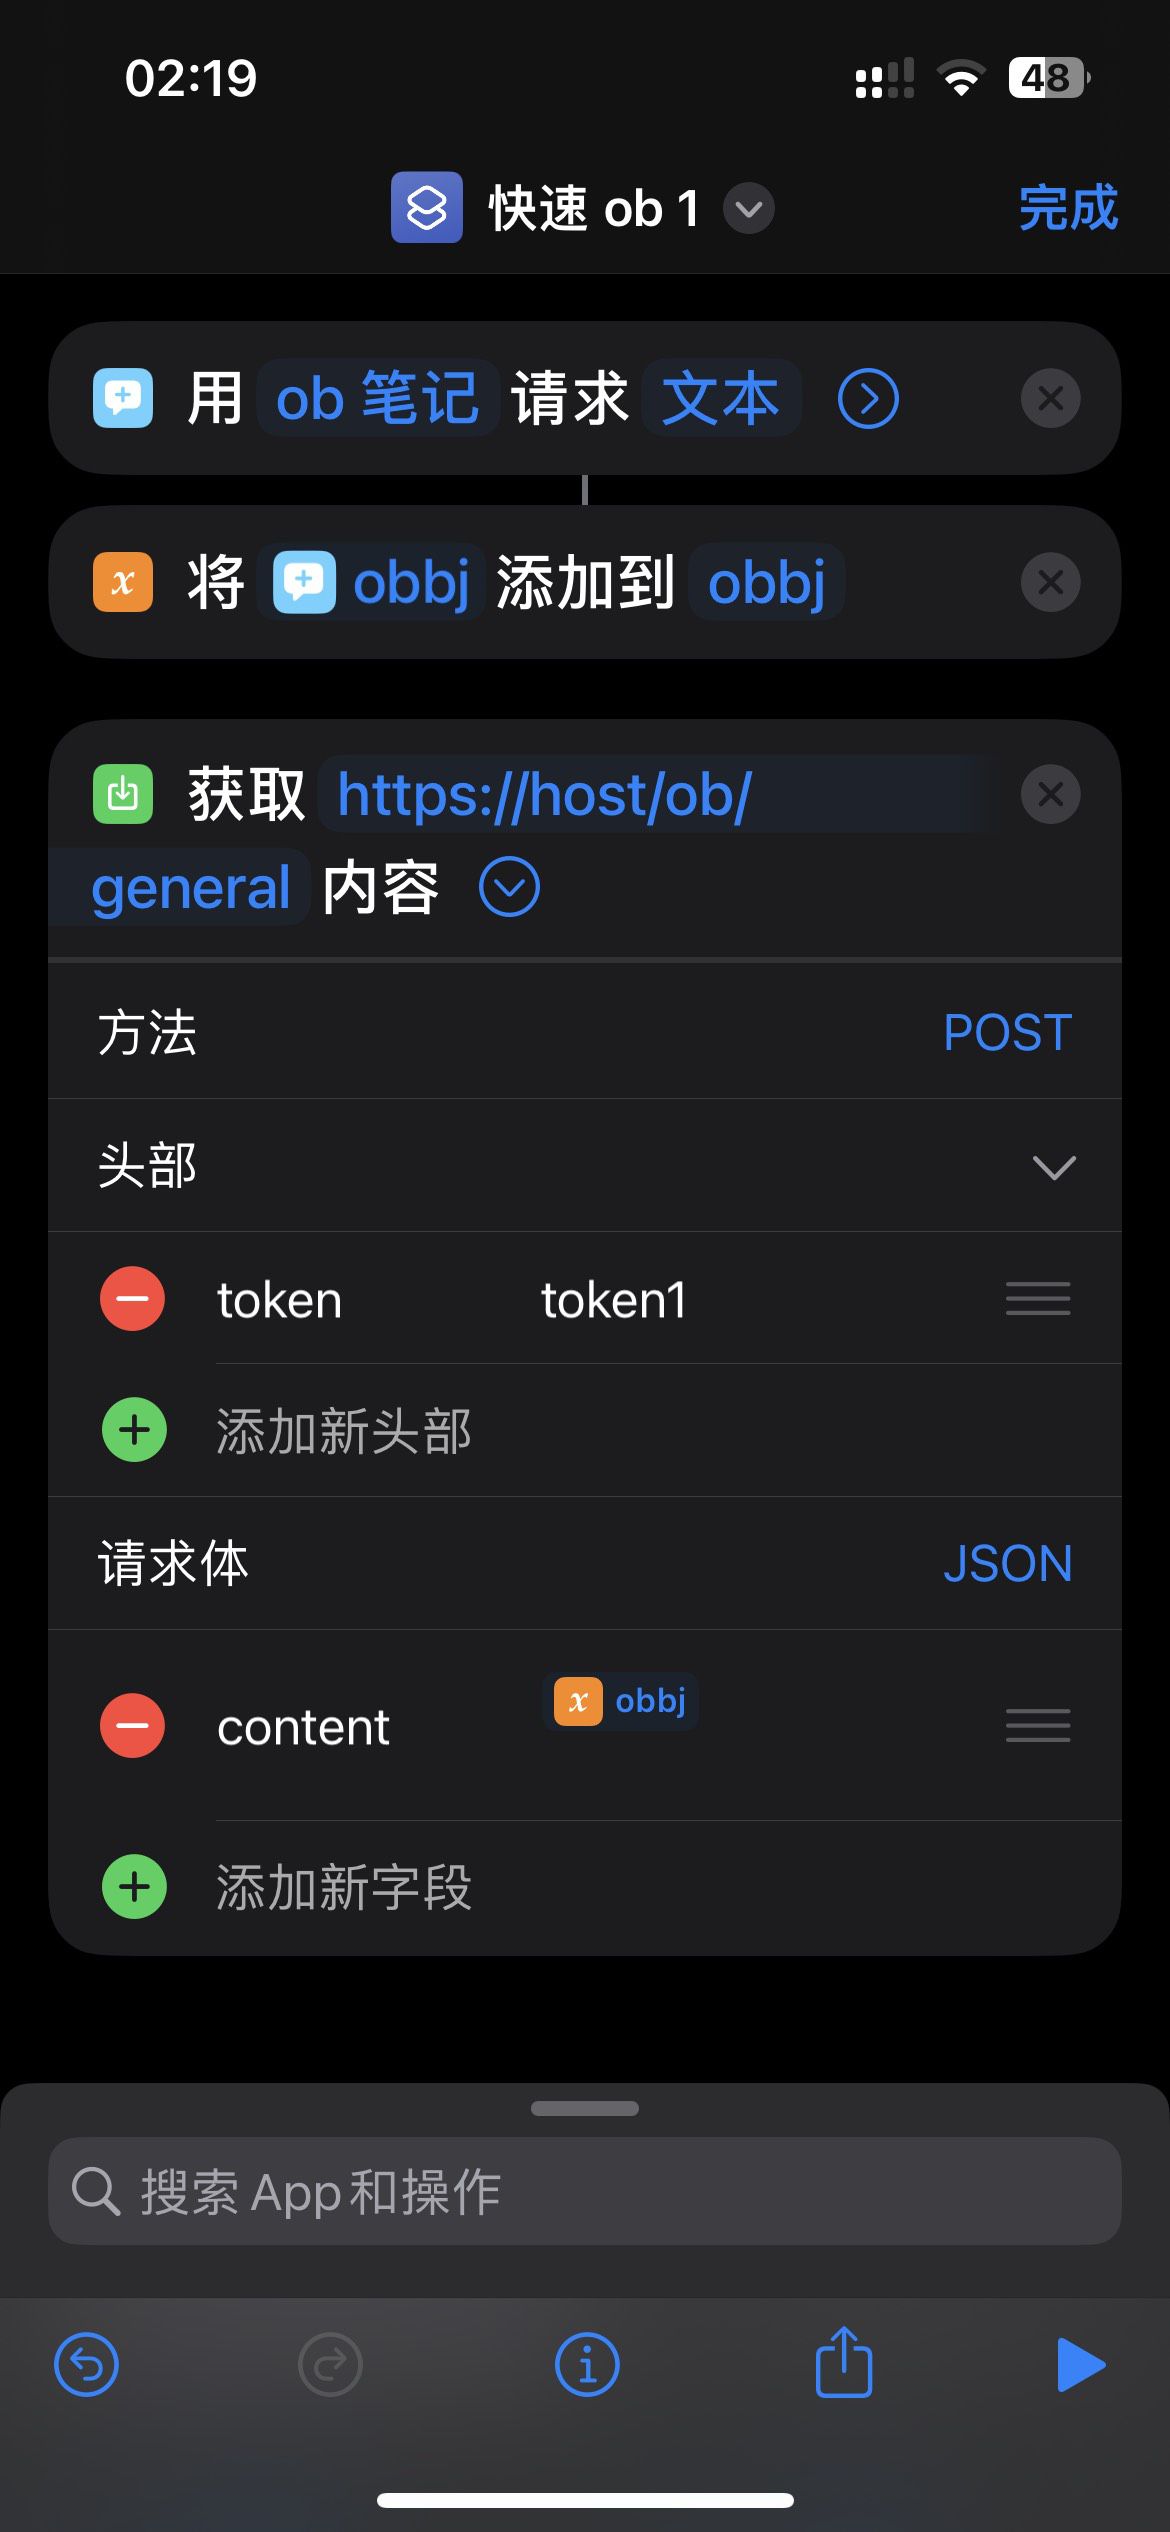 02:19
48
快速 ob 1
完成
用 ob 笔记 请求 文本
将 obbj 添加到 obbj
获取 https://host/ob/
general 内容
方法 POST
头部
token token1
添加新头部
请求体 JSON
content obbj
添加新字段
搜索 App 和操作